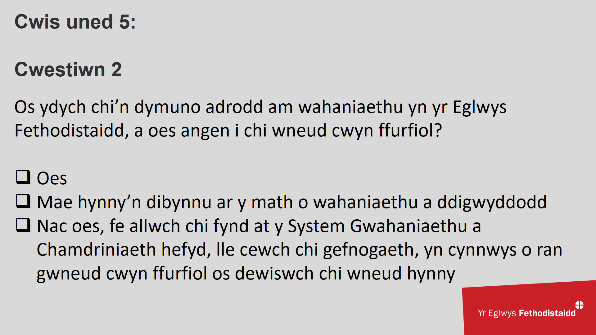 Cwis uned 5:
Cwestiwn 2
Os ydych chi’n dymuno adrodd am wahaniaethu yn yr Eglwys
Fethodistaidd, a oes angen i chi wneud cwyn ffurfiol?
❑ Oes
❑ Mae hynny’n dibynnu ar y math o wahaniaethu a ddigwyddodd
❑ Nac oes, fe allwch chi fynd at y System Gwahaniaethu a
Chamdriniaeth hefyd, lle cewch chi gefnogaeth, yn cynnwys o ran
gwneud cwyn ffurfiol os dewiswch chi wneud hynny
Yr Eglwys Fethodistaidd